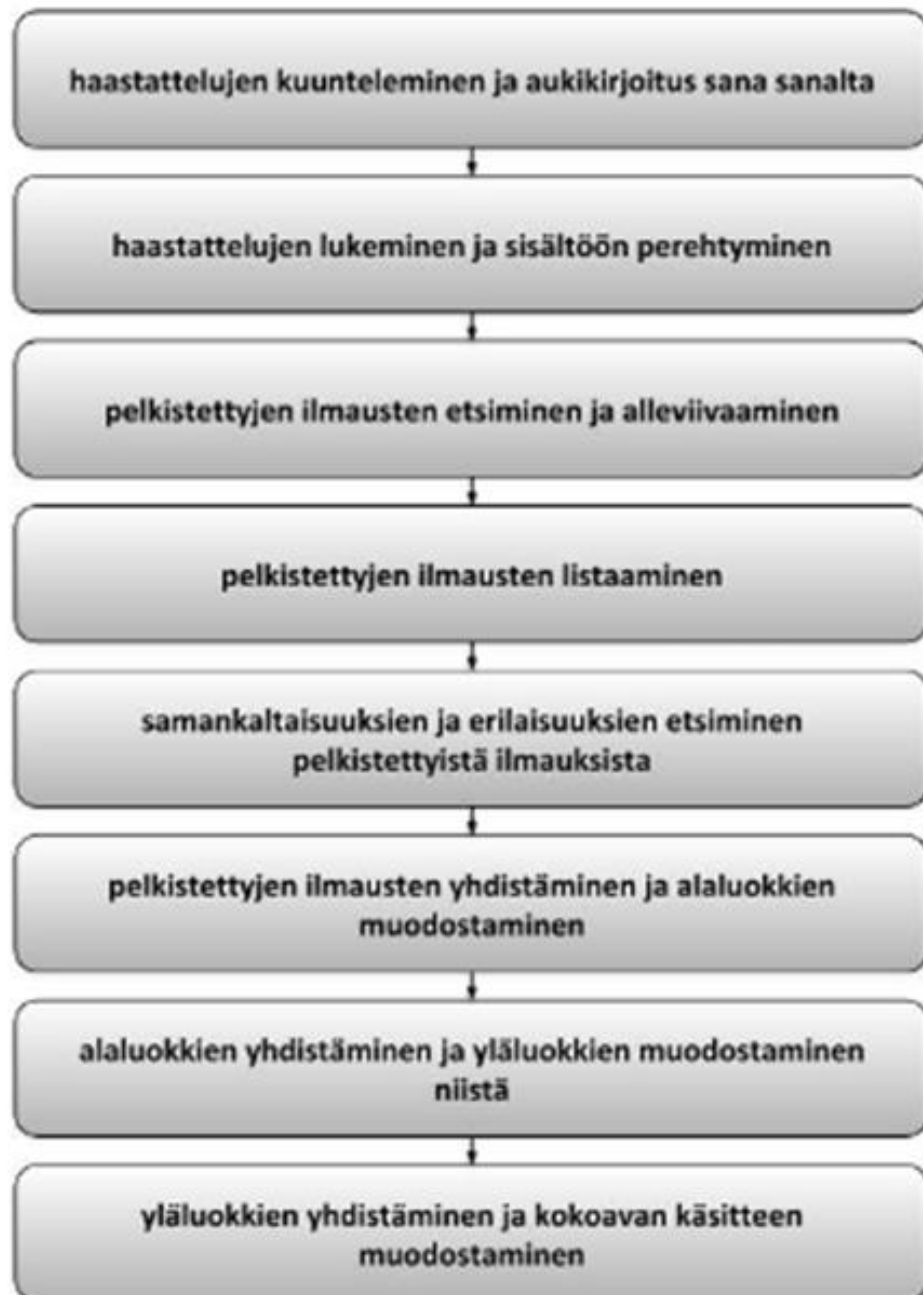 haastattelujen kuunteleminen ja aukikirjoitus sana sanalta
haastattelujen lukeminen ja sisältöön perehtyminen
pelkistettyjen ilmausten etsiminen ja alleviivaaminen
pelkistettyjen ilmausten listaaminen
samankaltaisuuksien ja erilaisuuksien etsiminen
pelkistettyistä ilmauksista
pelkistettyjen ilmausten yhdistäminen ja alaluokkien
muodostaminen
alaluokkien yhdistäminen ja yläluokkien muodostaminen
niistä
yläluokkien yhdistäminen ja kokoavan käsitteen
muodostaminen